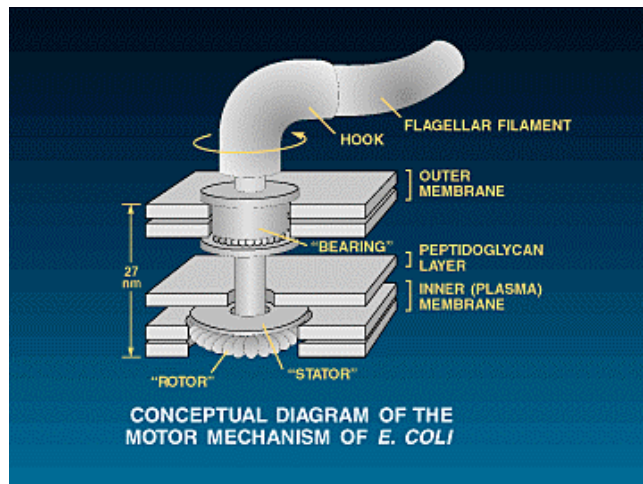 FLAGELLAR FILAMENT
HOOK
OUTER
MEMBRANE
"BEARING"
PEPTIDOGLYCAN
LAYER
27
nm
INNER (PLASMA)
MEMBRANE
"ROTOR"
"STATOR"
CONCEPTUAL DIAGRAM OF THE
MOTOR MECHANISM OF E. COLI